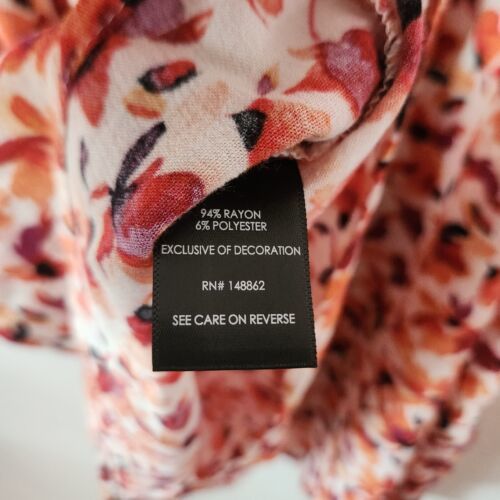 94% RAYON
6% POLYESTER
EXCLUSIVE OF DECORATION
RN# 148862
SEE CARE ON REVERSE